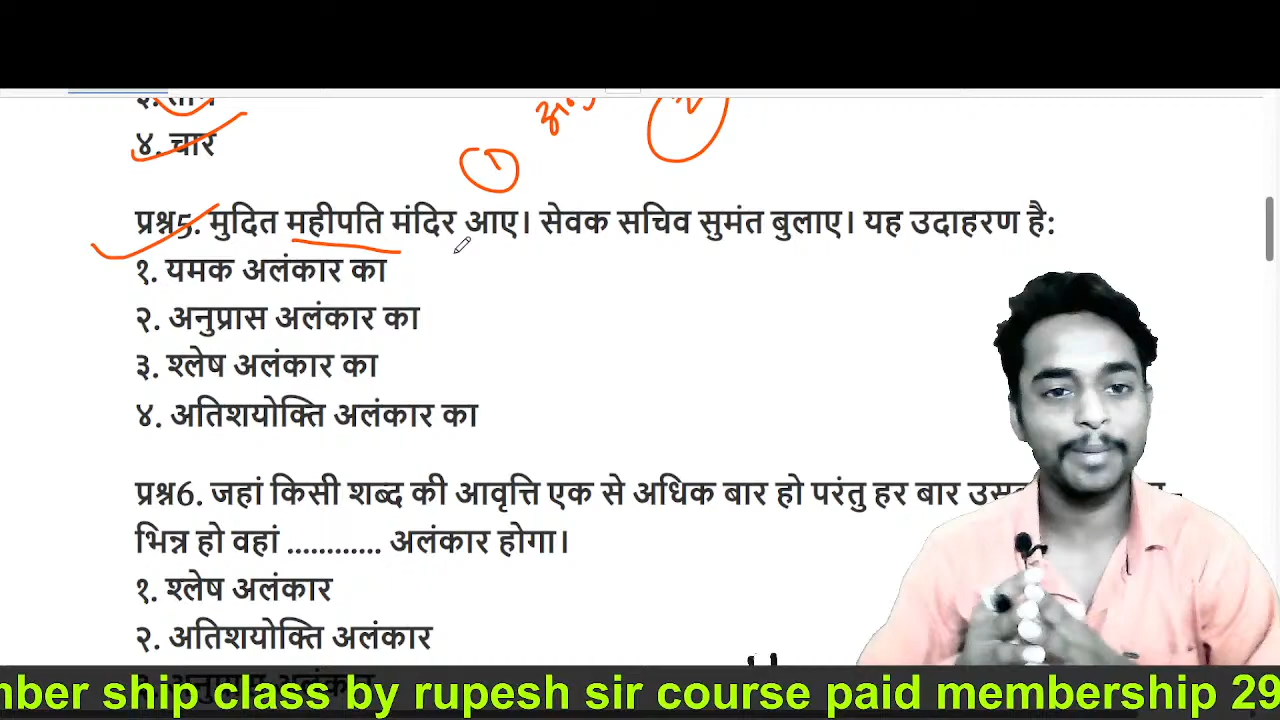 ४. चार
प्रश्न5. मुदित महीपति मंदिर आए। सेवक सचिव सुमंत बुलाए। यह उदाहरण है:
१. यमक अलंकार का
२. अनुप्रास अलंकार का
३. श्लेष अलंकार का
४. अतिशयोक्ति अलंकार का
प्रश्न6. जहां किसी शब्द की आवृत्ति एक से अधिक बार हो परंतु हर बार
भिन्न हो वहां ............ अलंकार होगा।
१. श्लेष अलंकार
२. अतिशयोक्ति अलंकार
mber ship class by rupesh sir course paid membership 29